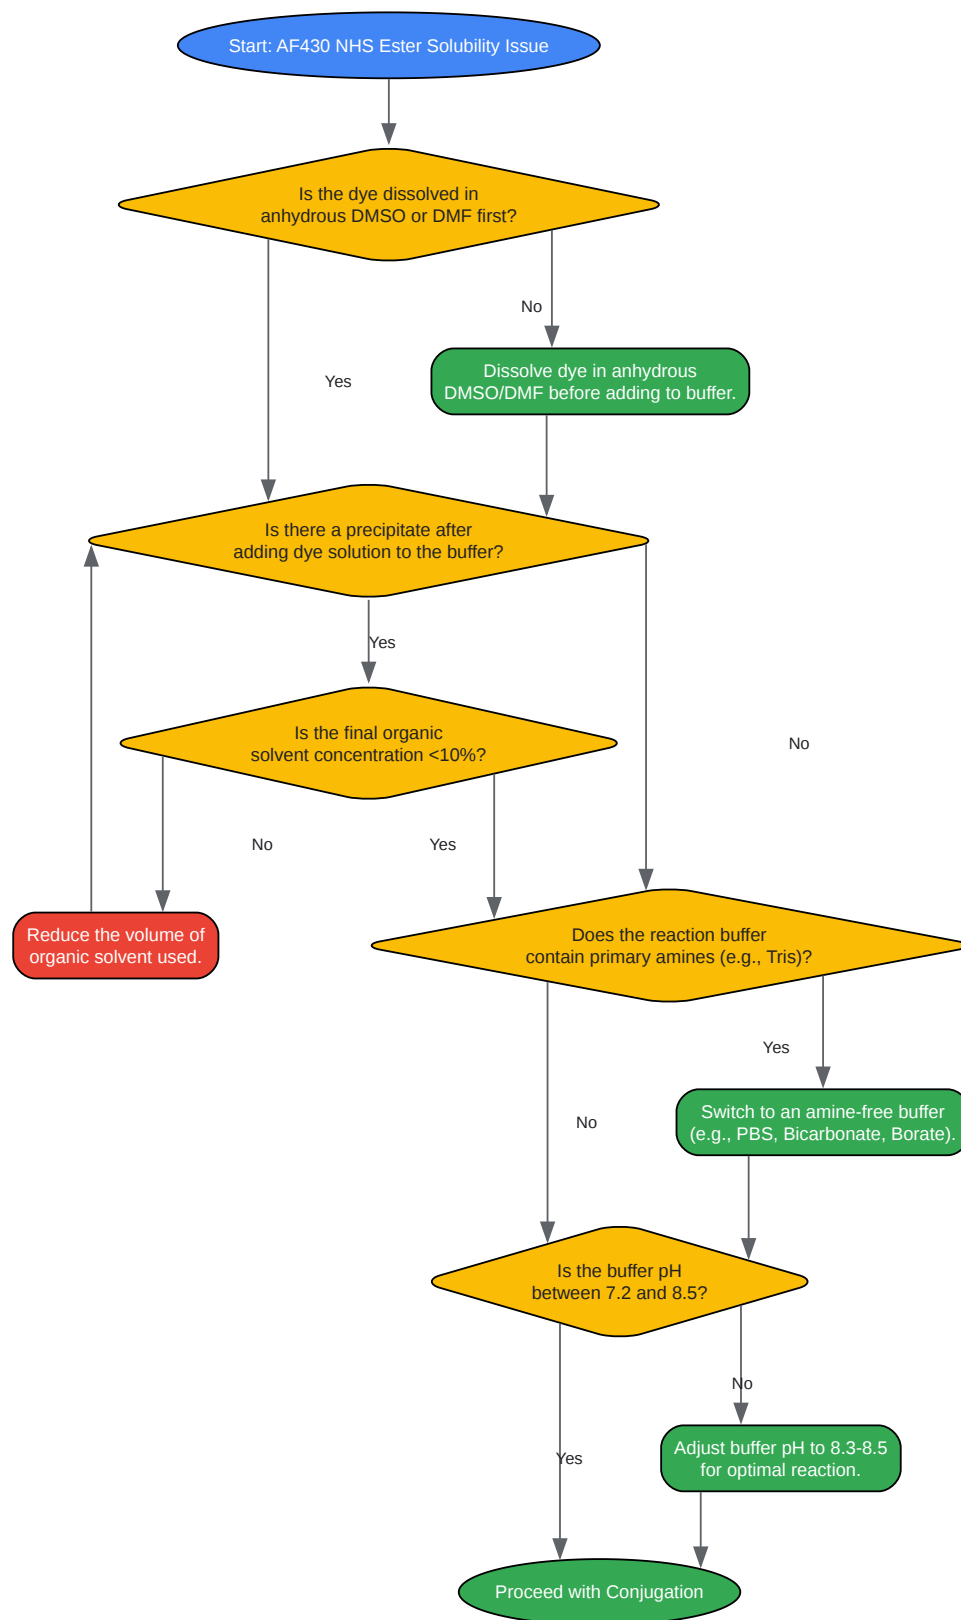 Start: AF430 NHS Ester Solubility Issue
Is the dye dissolved in
anhydrous DMSO or DMF first?
No
Dissolve dye in anhydrous
DMSO/DMF before adding to buffer.
Yes
Is there a precipitate after
adding dye solution to the buffer?
Yes
Is the final organic
solvent concentration <10%?
No
No
Yes
Reduce the volume of
organic solvent used.
Does the reaction buffer
contain primary amines (e.g., Tris)?
Yes
Switch to an amine-free buffer
(e.g., PBS, Bicarbonate, Borate).
No
Is the buffer pH
between 7.2 and 8.5?
No
Adjust buffer pH to 8.3-8.5
for optimal reaction.
Yes
Proceed with Conjugation